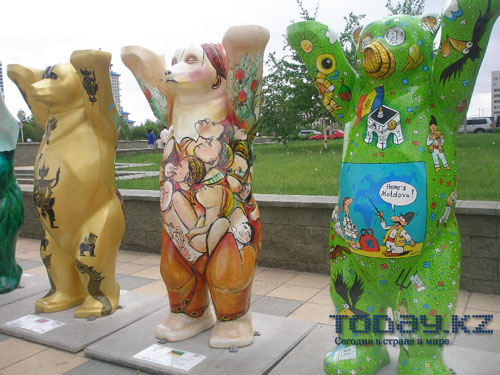 Here's
Moldova!
TODAY.KZ
Сегодня в стране и мире